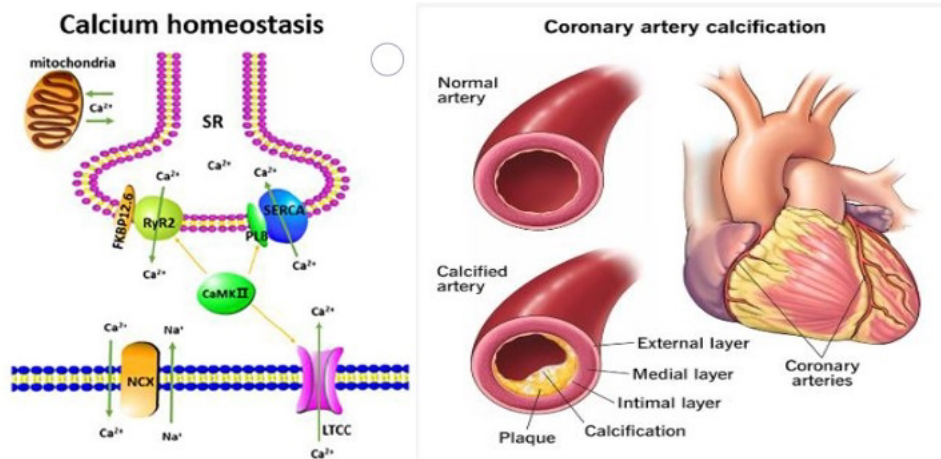 Calcium homeostasis
mitochondria
Ca²⁺
SR
Ca²⁺
Ca²⁺
Ca²⁺
FKBP12.6
RyR2
PLB
SERCA
Ca²⁺
Ca²⁺
CaMKII
Ca²⁺
Na⁺
Ca²⁺
NCX
LTCC
Ca²⁺
Na⁺
Ca²⁺
Coronary artery calcification
Normal
artery
Calcified
artery
External layer
Medial layer
Intimal layer
Calcification
Plaque
Coronary
arteries